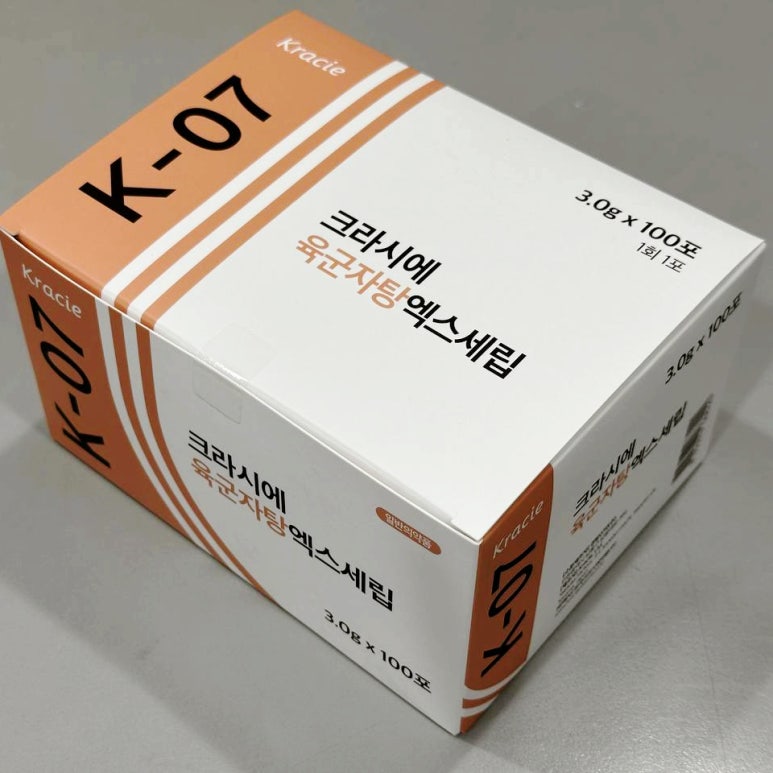 Kracie
K-07
3.0g x 100포
1회 1포
크라시에
육군자탕엑스세립
Kracie
K-07
크라시에
육군자탕엑스세립
일반의약품
3.0g x 100포
Kracie
K-07
3.0g x 100포
크라시에
육군자탕엑스세립